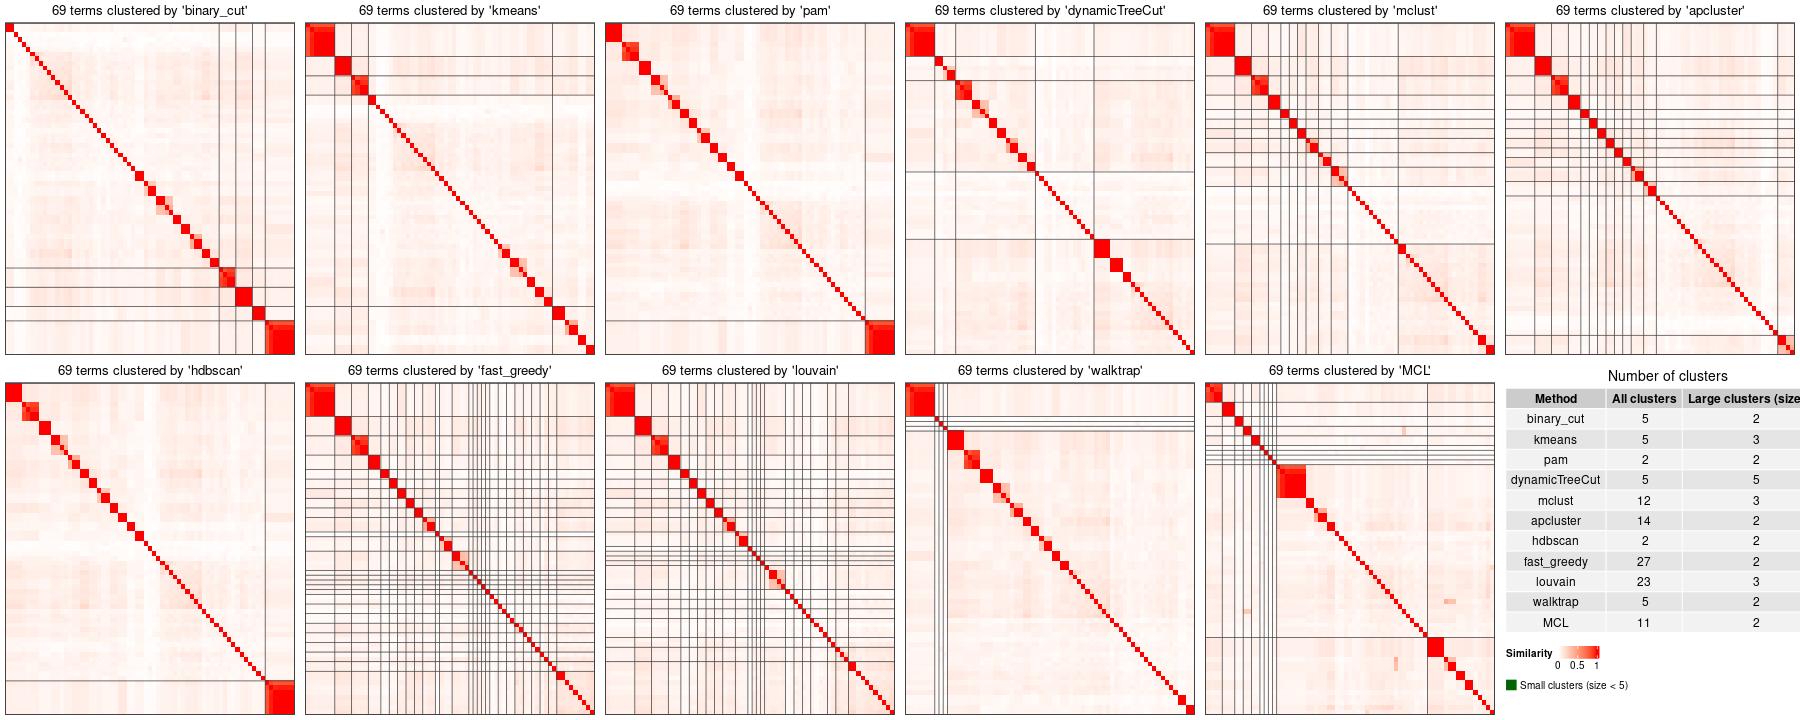 69 terms clustered by 'binary_cut'
69 terms clustered by 'kmeans'
69 terms clustered by 'pam'
69 terms clustered by 'dynamicTreeCut'
69 terms clustered by 'mclust'
69 terms clustered by 'apcluster'
69 terms clustered by 'hdbscan'
69 terms clustered by 'fast_greedy'
69 terms clustered by 'louvain'
69 terms clustered by 'walktrap'
69 terms clustered by 'MCL'
Number of clusters
Method All clusters Large clusters (size
binary_cut 5 2
kmeans 5 3
pam 2 2
dynamicTreeCut 5 5
mclust 12 3
apcluster 14 2
hdbscan 2 2
fast_greedy 27 2
louvain 23 3
walktrap 5 2
MCL 11 2
Similarity
0 0.5 1
Small clusters (size < 5)